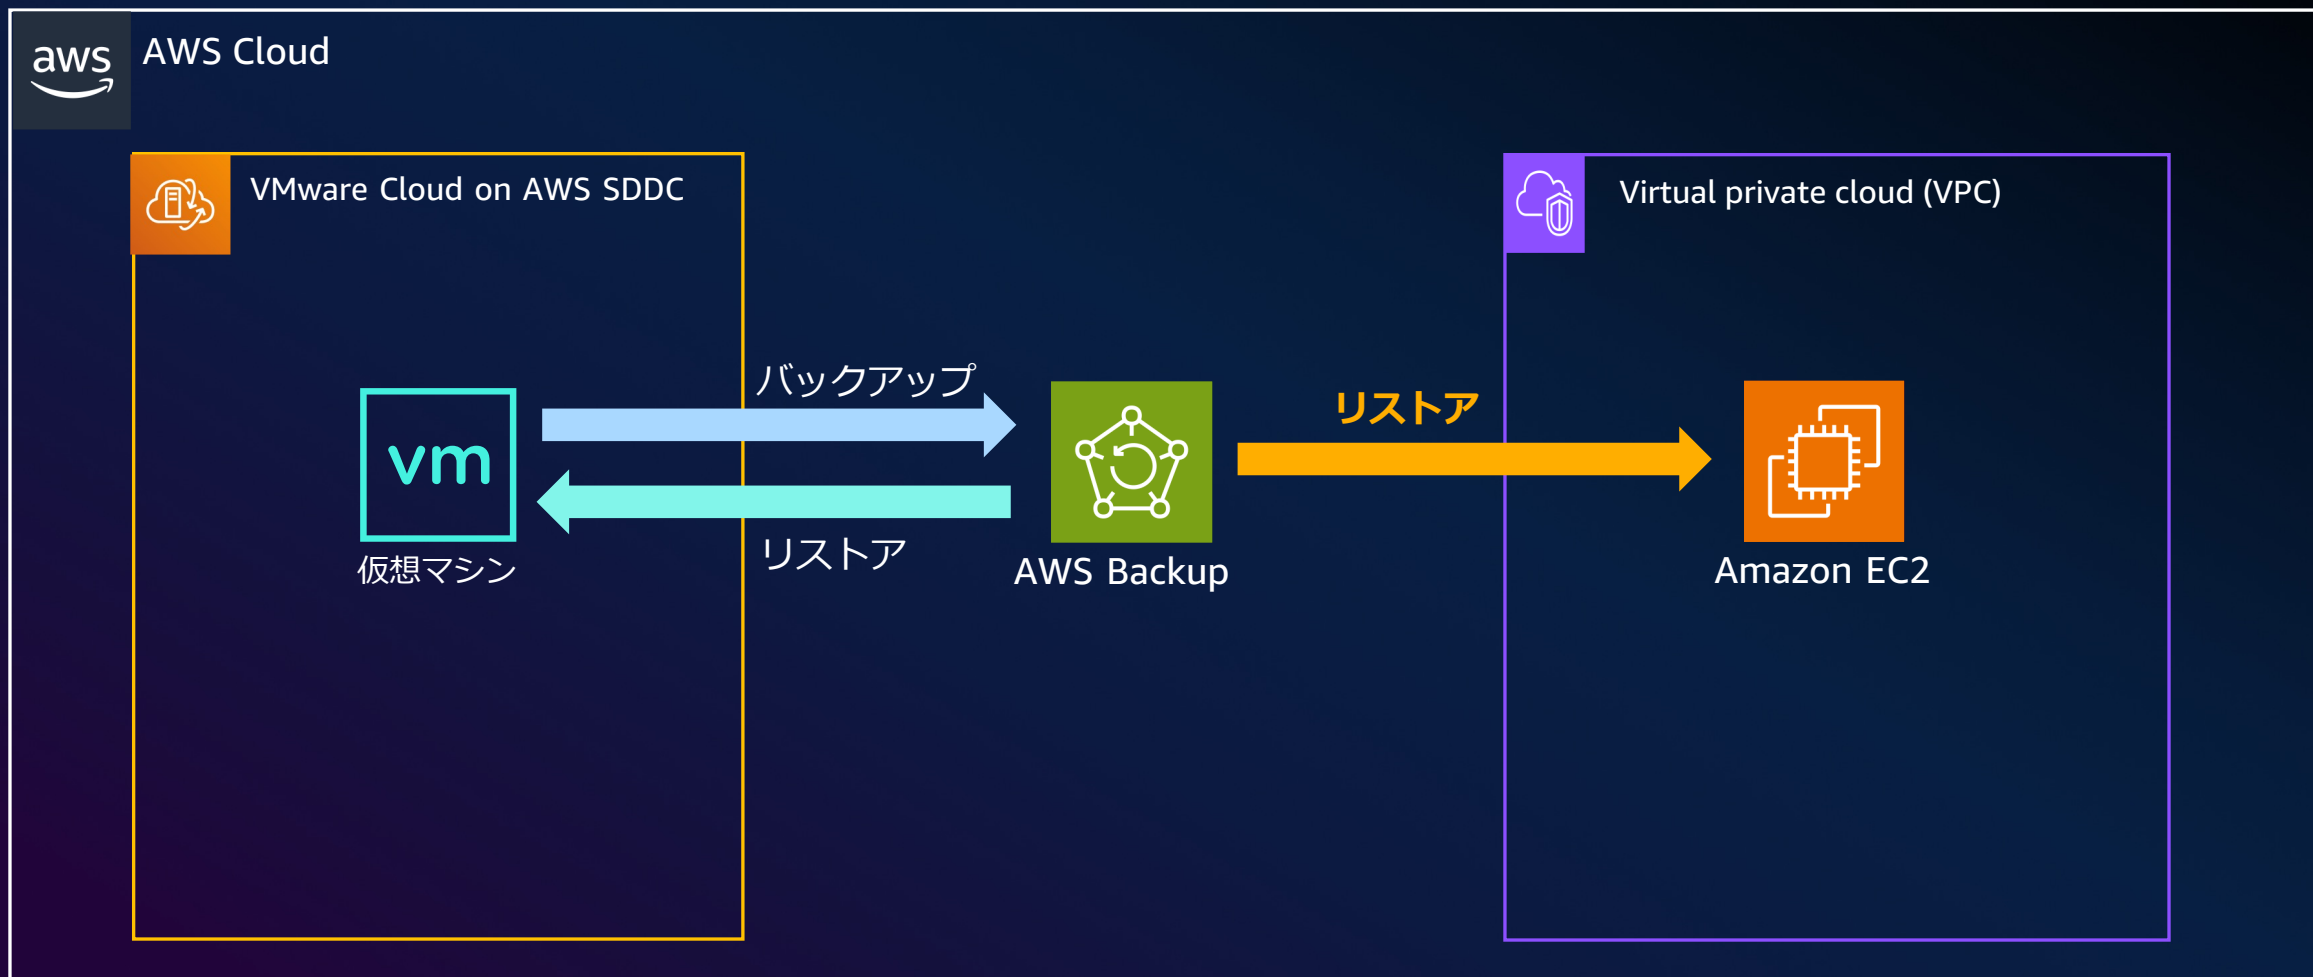 aws
AWS Cloud
VMware Cloud on AWS SDDC
Virtual private cloud (VPC)
バックアップ
リストア
vm
リストア
仮想マシン
AWS Backup
Amazon EC2